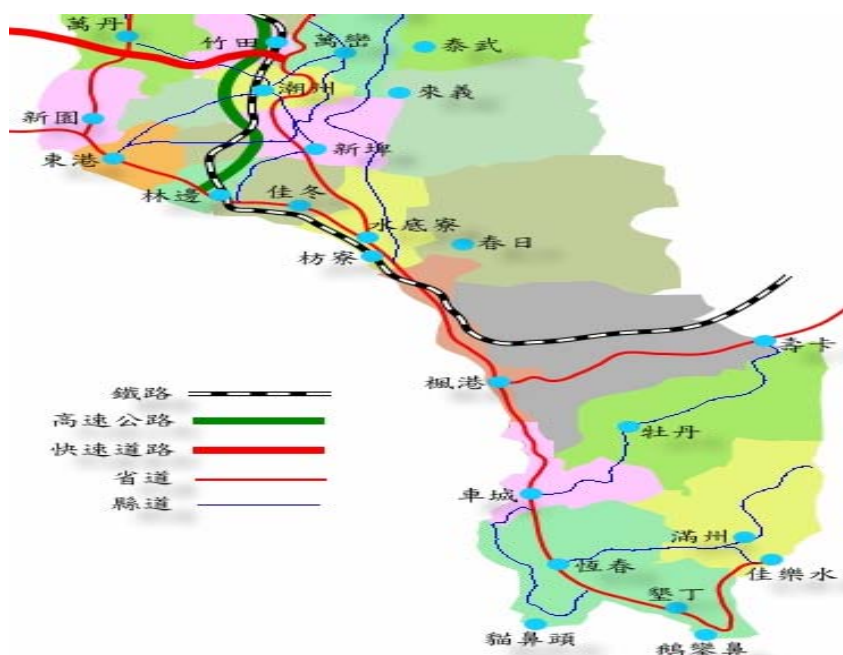 萬丹
竹田
萬巒
泰武
潮州
來義
新園
東港
新埤
林邊
佳冬
水底寮
春日
枋寮
壽卡
楓港
鐵路
高速公路
快速道路
省道
縣道
牡丹
車城
滿州
恆春
佳樂水
墾丁
貓鼻頭
鵝鑾鼻